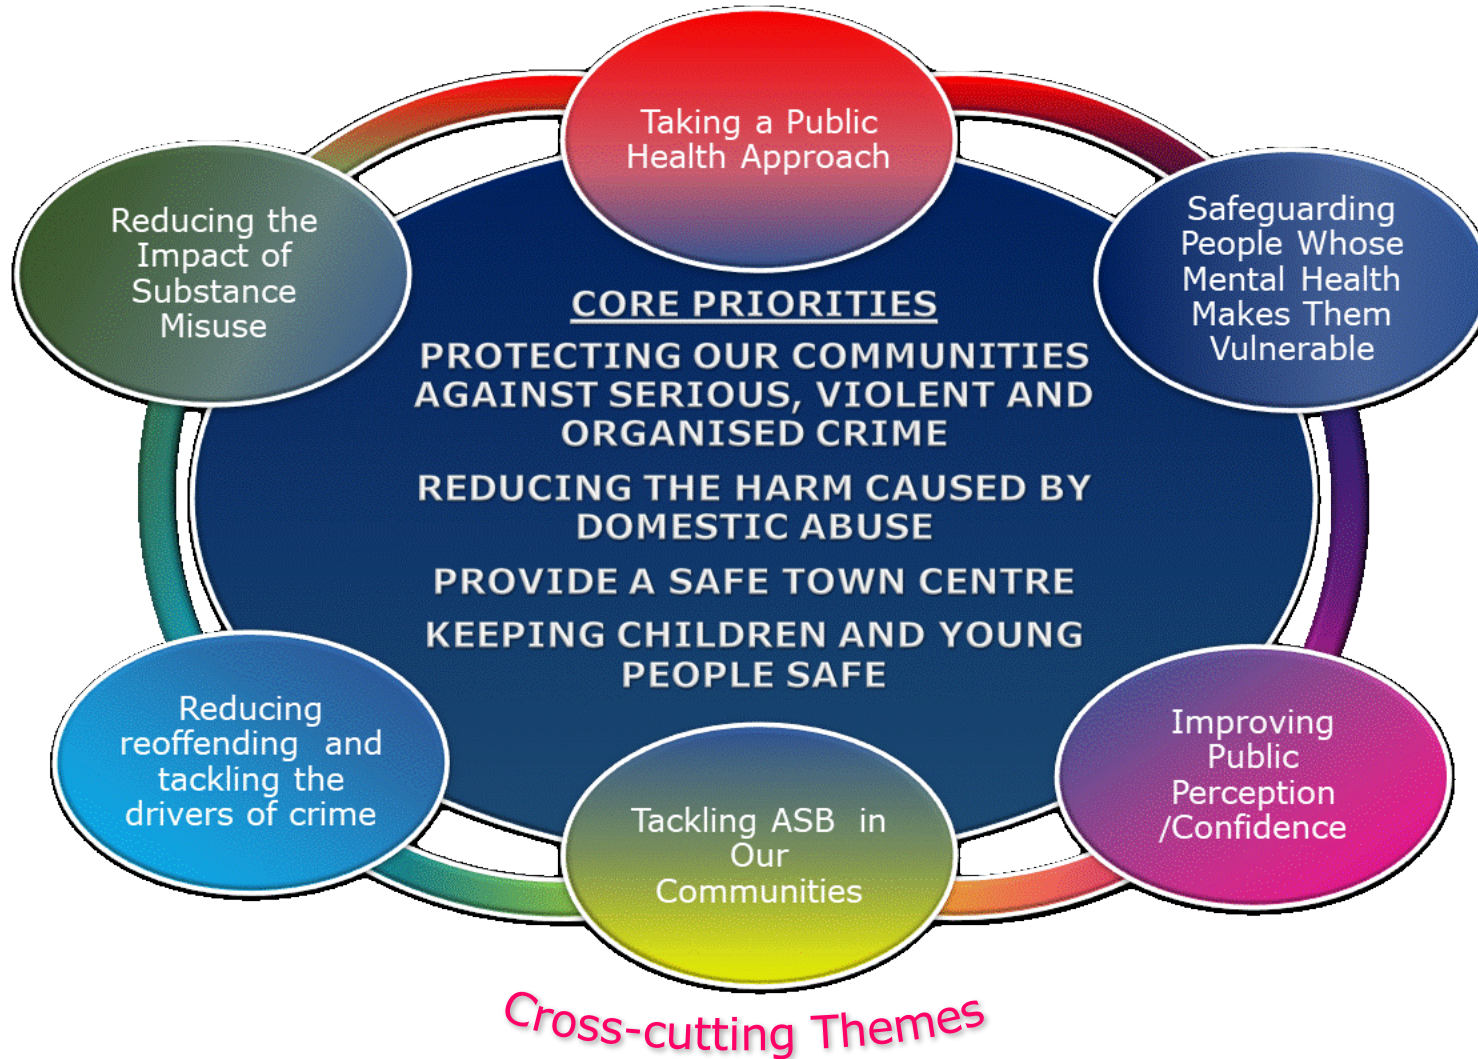 Taking a Public
Health Approach
Safeguarding
People Whose
Mental Health
Makes Them
Vulnerable
Reducing the
Impact of
Substance
Misuse
CORE PRIORITIES
PROTECTING OUR COMMUNITIES
AGAINST SERIOUS, VIOLENT AND
ORGANISED CRIME
REDUCING THE HARM CAUSED BY
DOMESTIC ABUSE
PROVIDE A SAFE TOWN CENTRE
KEEPING CHILDREN AND YOUNG
PEOPLE SAFE
Reducing
reoffending  and
tackling the
drivers of crime
Improving
Public
Perception
/Confidence
Tackling ASB  in
Our
Communities
Cross-cutting Themes